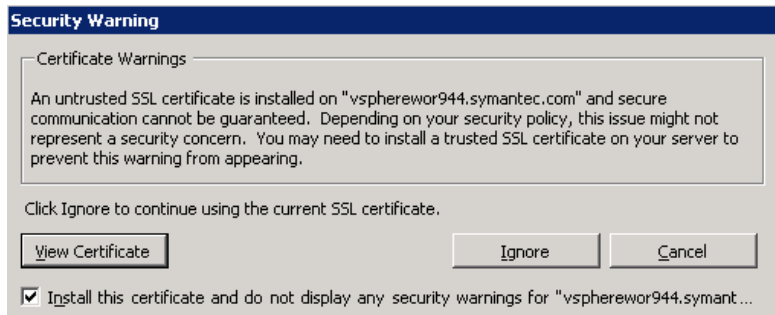 Security Warning
Certificate Warnings
An untrusted SSL certificate is installed on "vspherewor944.symantec.com" and secure
communication cannot be guaranteed. Depending on your security policy, this issue might not
represent a security concern. You may need to install a trusted SSL certificate on your server to
prevent this warning from appearing.
Click Ignore to continue using the current SSL certificate.
View Certificate
Ignore
Cancel
Install this certificate and do not display any security warnings for "vspherewor944.symant...